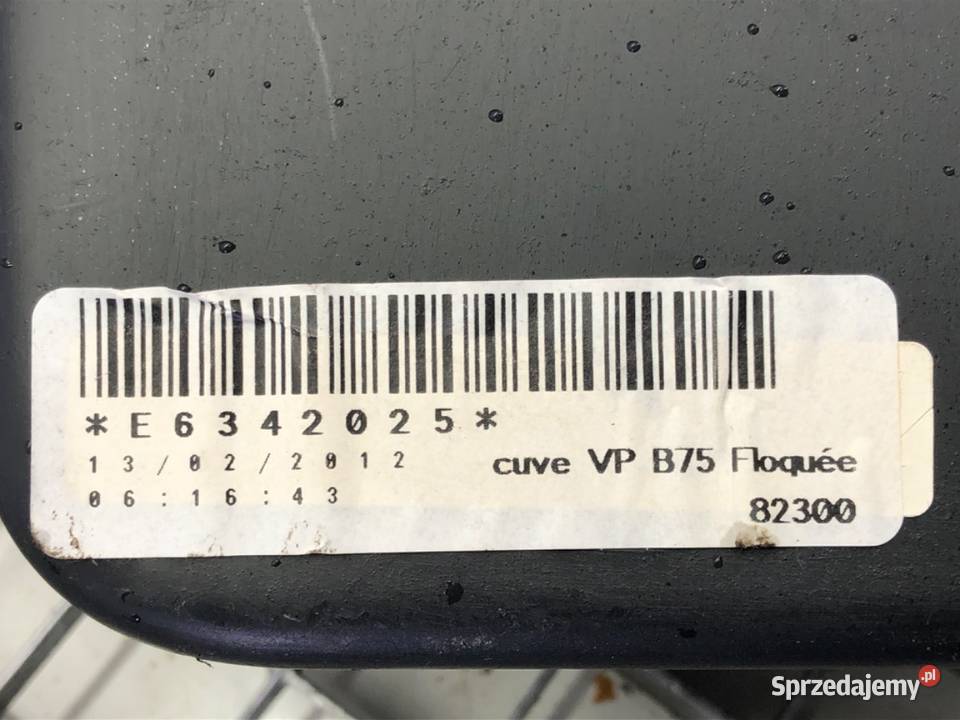 *E6342025*
13/02/2012
cuve VP B75 Floquée
06:16:43
82300
Sprzedajemy.pl